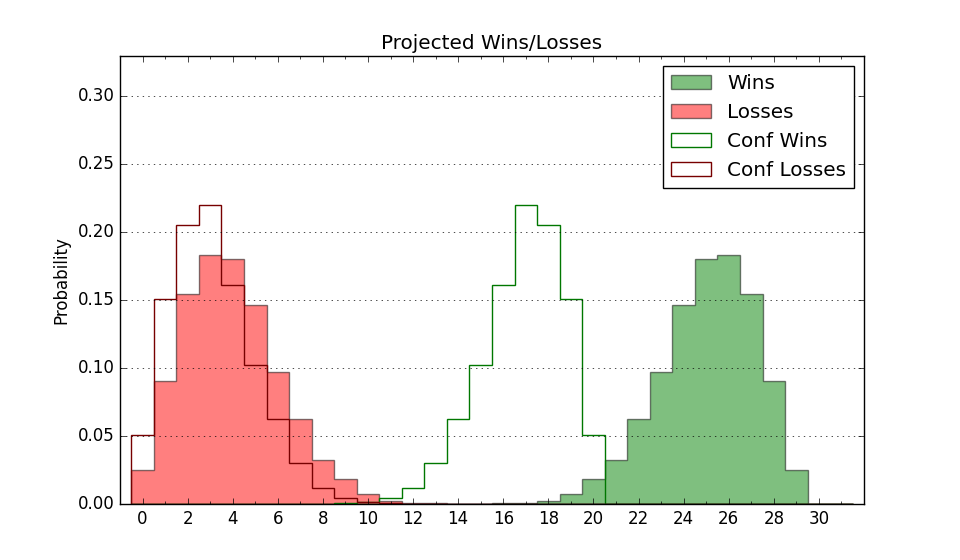 Projected Wins/Losses
Wins
Losses
Conf Wins
Conf Losses
Probability
0.30
0.25
0.20
0.15
0.10
0.05
0.00
0 2 4 6 8 10 12 14 16 18 20 22 24 26 28 30